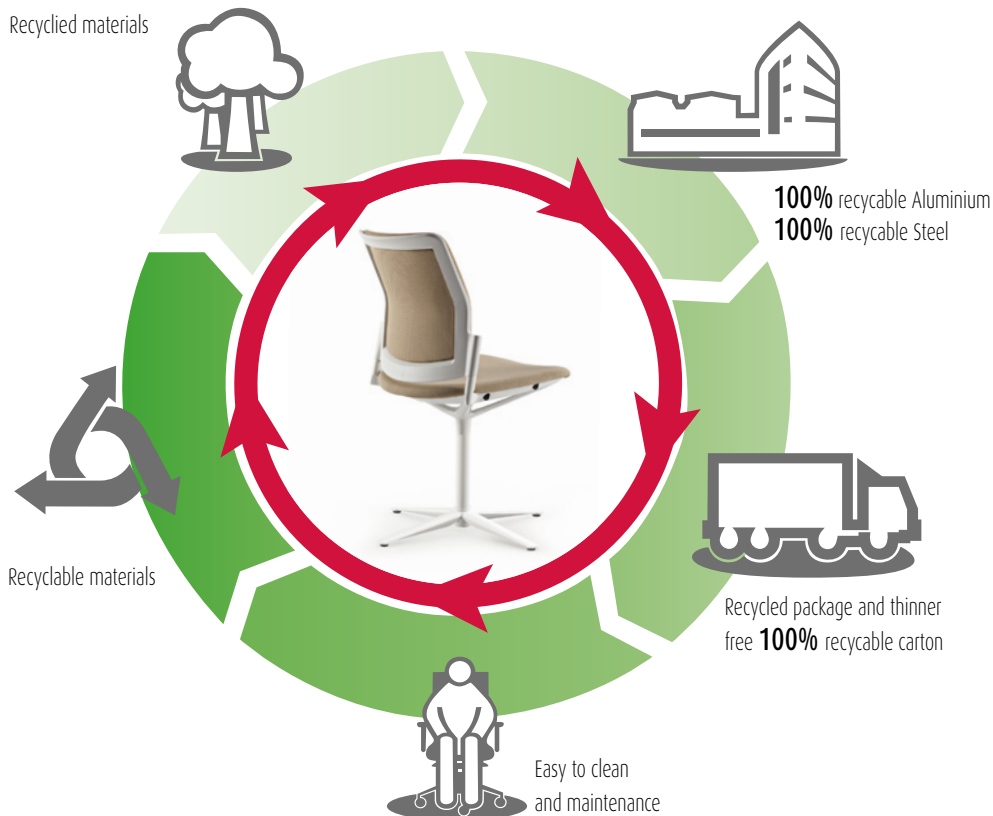 Recyclied materials
100% recycable Aluminium
100% recycable Steel
Recyclable materials
Recycled package and thinner
free 100% recycable carton
Easy to clean
and maintenance